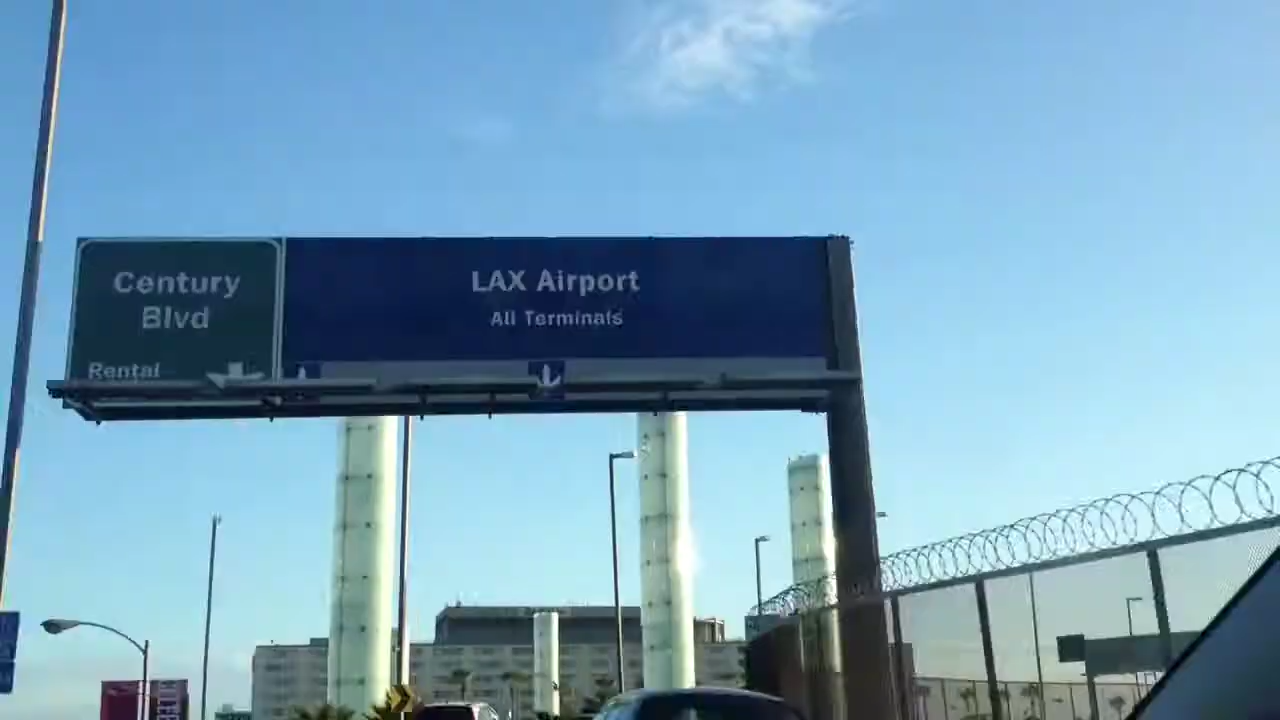 Century
Blvd
Rental
LAX Airport
All Terminals